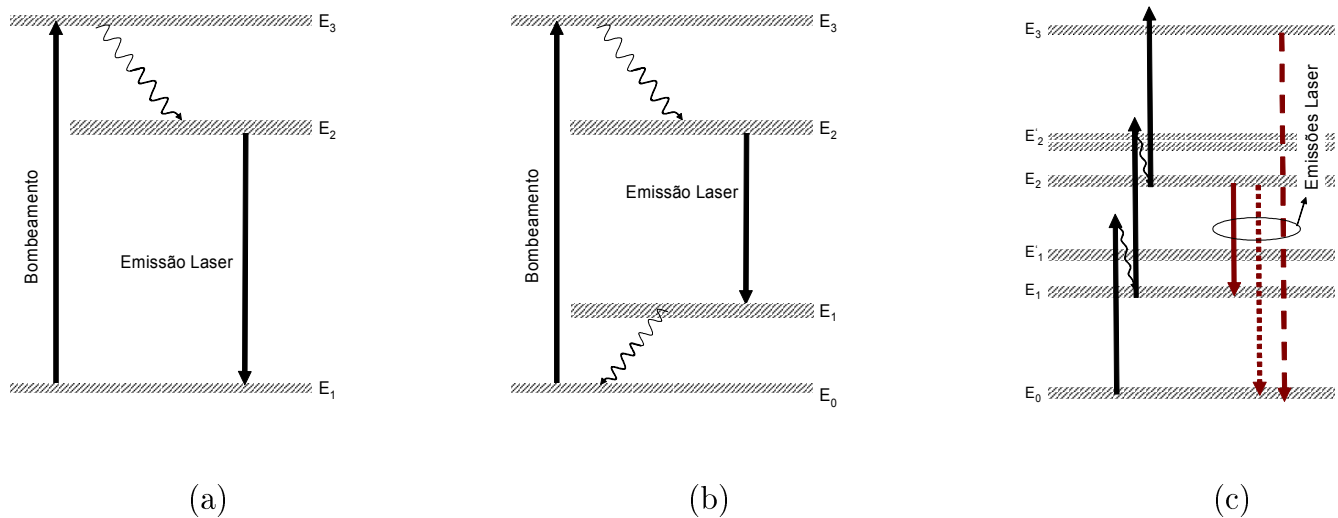 E3
E2
Bombeamento
Emissão Laser
E1
(a)
E3
E2
Bombeamento
Emissão Laser
E1
E0
(b)
E3
E'2
E2
E'1
E1
E0
Emissões Laser
(c)